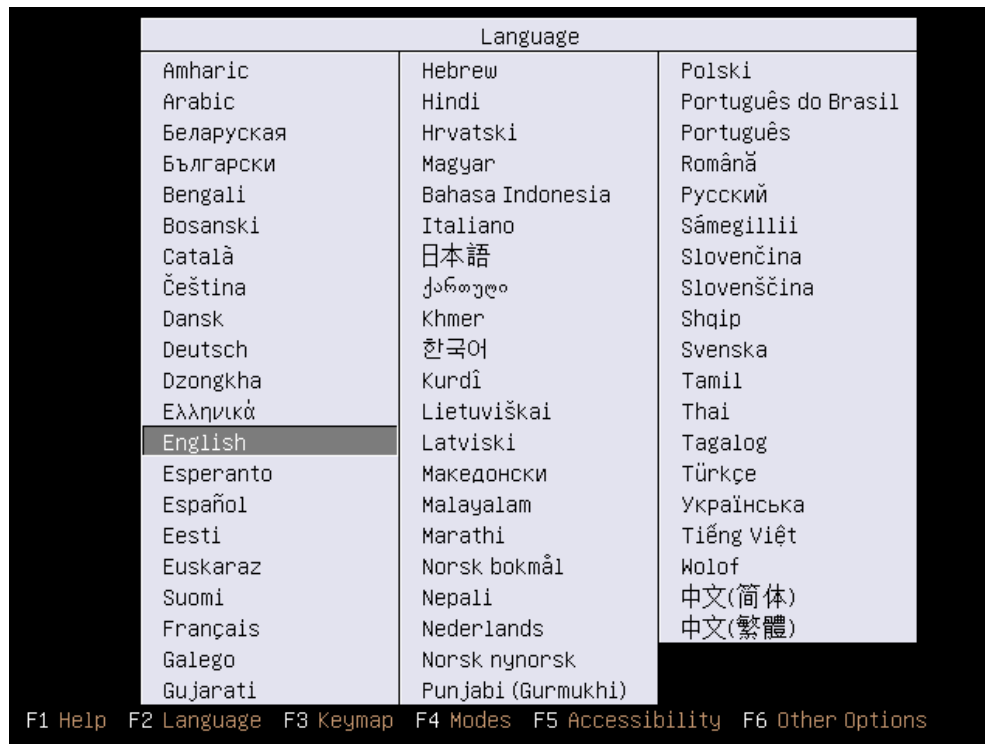 Language
Amharic
Arabic
Беларуская
Български
Bengali
Bosanski
Català
Čeština
Dansk
Deutsch
Dzongkha
Ελληνικά
English
Esperanto
Español
Eesti
Euskaraz
Suomi
Français
Galego
Gujarati
Hebrew
Hindi
Hrvatski
Magyar
Bahasa Indonesia
Italiano
日本語
ქართული
Khmer
한국어
Kurdî
Lietuviškai
Latviski
Македонски
Malayalam
Marathi
Norsk bokmål
Nepali
Nederlands
Norsk nynorsk
Punjabi (Gurmukhi)
Polski
Português do Brasil
Português
Română
Русский
Sámegillii
Slovenčina
Slovenščina
Shqip
Svenska
Tamil
Thai
Tagalog
Türkçe
Українська
Tiếng Việt
Wolof
中文(简体)
中文(繁體)
F1 Help F2 Language F3 Keymap F4 Modes F5 Accessibility F6 Other Options